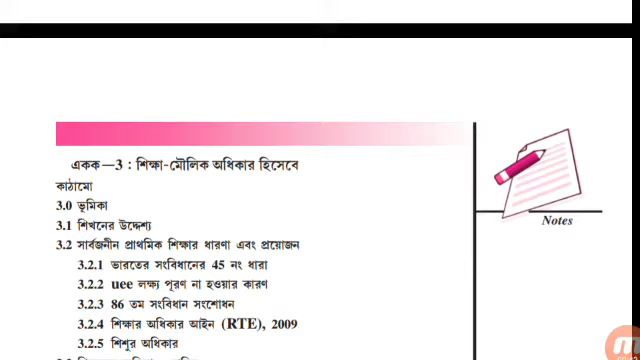 একক—3 : শিক্ষা-মৌলিক অধিকার হিসেবে
কাঠামো
3.0 ভূমিকা
3.1 শিখনের উদ্দেশ্য
3.2 সার্বজনীন প্রাথমিক শিক্ষার ধারণা এবং প্রয়োজন
3.2.1 ভারতের সংবিধানের 45 নং ধারা
3.2.2 uee লক্ষ্য পূরণ না হওয়ার কারণ
3.2.3 86 তম সংবিধান সংশোধন
3.2.4 শিক্ষার অধিকার আইন (RTE), 2009
3.2.5 শিশুর অধিকার
Notes